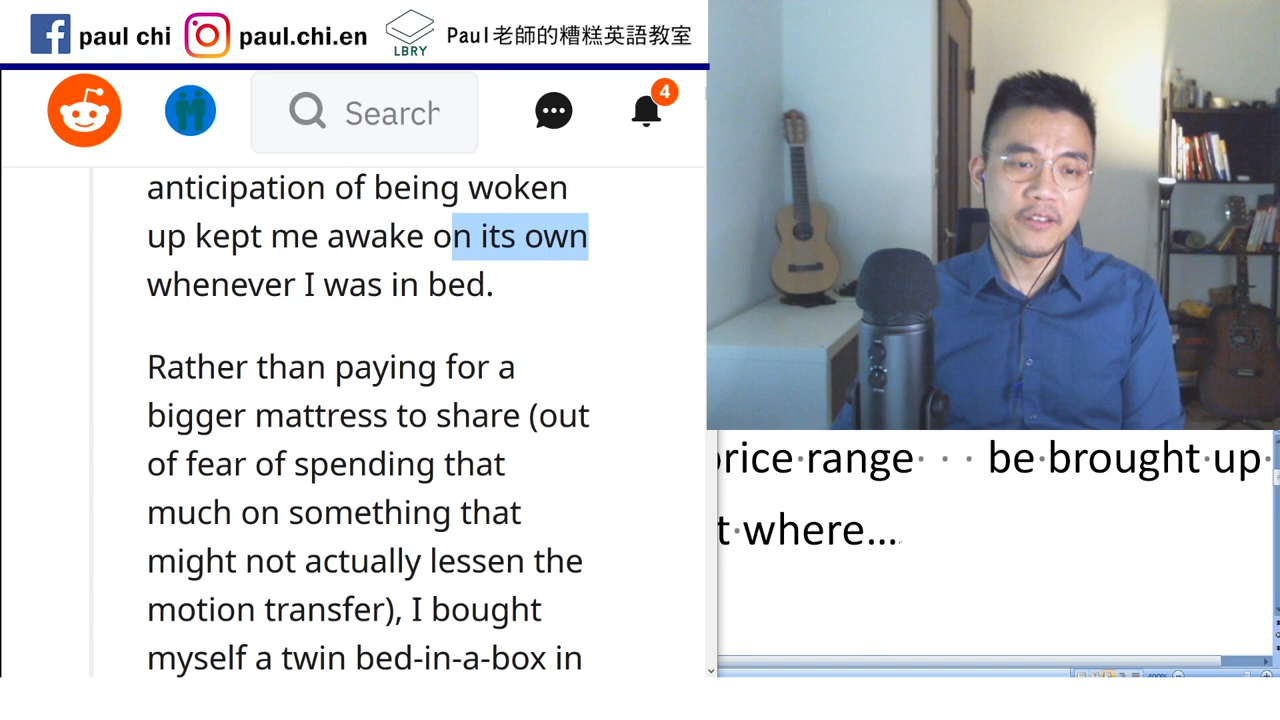 paul chi paul.chi.en LBRY Paul老師的糟糕英語教室
Search 4
anticipation of being woken
up kept me awake on its own
whenever I was in bed.
Rather than paying for a
bigger mattress to share (out
of fear of spending that
much on something that
might not actually lessen the
motion transfer), I bought
myself a twin bed-in-a-box in
price range be brought up
t where...